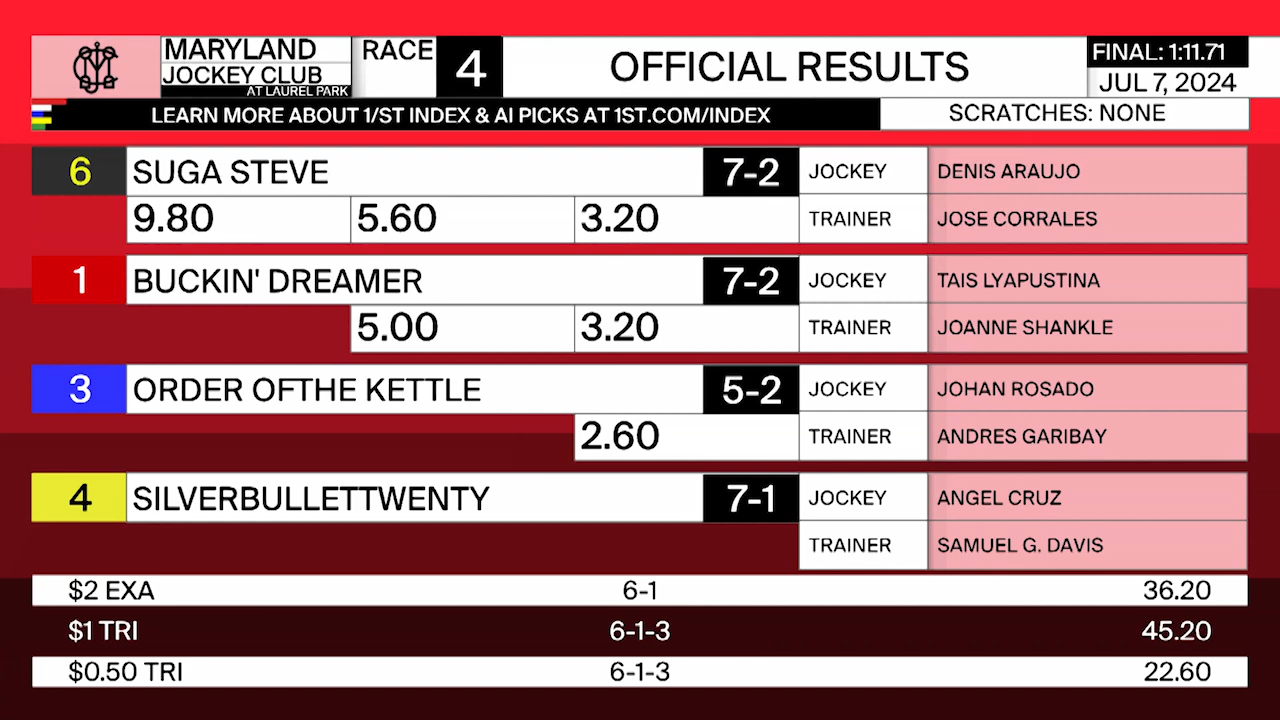 MARYLAND
JOCKEY CLUB
AT LAUREL PARK
RACE 4
OFFICIAL RESULTS
FINAL: 1:11.71
JUL 7, 2024
LEARN MORE ABOUT 1/ST INDEX & AI PICKS AT 1ST.COM/INDEX
SCRATCHES: NONE
6 SUGA STEVE 7-2 JOCKEY DENIS ARAUJO
9.80 5.60 3.20 TRAINER JOSE CORRALES
1 BUCKIN' DREAMER 7-2 JOCKEY TAIS LYAPUSTINA
5.00 3.20 TRAINER JOANNE SHANKLE
3 ORDER OFTHE KETTLE 5-2 JOCKEY JOHAN ROSADO
2.60 TRAINER ANDRES GARIBAY
4 SILVERBULLETTWENTY 7-1 JOCKEY ANGEL CRUZ
TRAINER SAMUEL G. DAVIS
$2 EXA 6-1 36.20
$1 TRI 6-1-3 45.20
$0.50 TRI 6-1-3 22.60